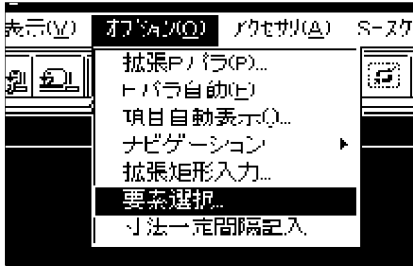 表示(V) オプション(O) アクセサリ(A) S-スケ
拡張Pパラ(P)...
Eパラ自動(E)
項目自動表示()...
ナビゲーション
拡張矩形入力...
要素選択...
寸法一定間隔記入